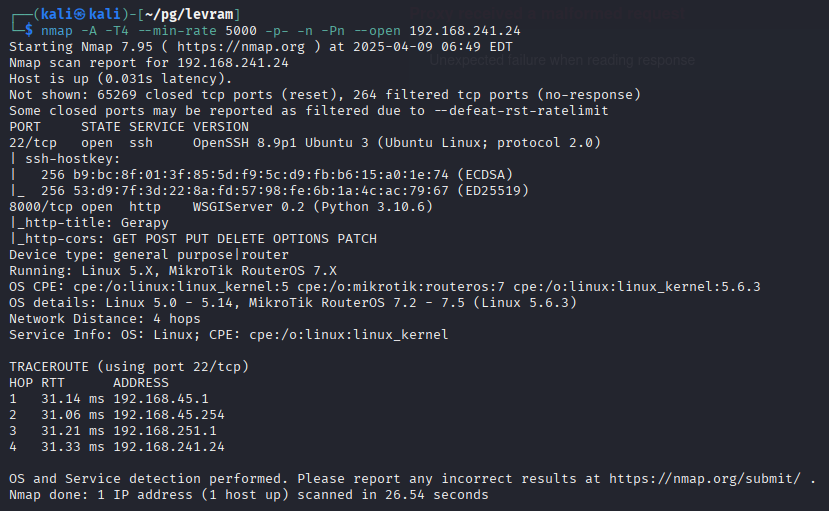 ┌──(kali㉿kali)-[~/pg/levram]
└─$ nmap -A -T4 --min-rate 5000 -p- -n -Pn --open 192.168.241.24
Starting Nmap 7.95 ( https://nmap.org ) at 2025-04-09 06:49 EDT
Unexpected failure when reading response
Nmap scan report for 192.168.241.24
Host is up (0.031s latency).
Not shown: 65269 closed tcp ports (reset), 264 filtered tcp ports (no-response)
Some closed ports may be reported as filtered due to --defeat-rst-ratelimit
PORT     STATE SERVICE VERSION
22/tcp   open  ssh     OpenSSH 8.9p1 Ubuntu 3 (Ubuntu Linux; protocol 2.0)
| ssh-hostkey:
|   256 b9:bc:8f:01:3f:85:5d:f9:5c:d9:fb:b6:15:a0:1e:74 (ECDSA)
|_  256 53:d9:7f:3d:22:8a:fd:57:98:fe:6b:1a:4c:ac:79:67 (ED25519)
8000/tcp open  http    WSGIServer 0.2 (Python 3.10.6)
|_http-title: Gerapy
|_http-cors: GET POST PUT DELETE OPTIONS PATCH
Device type: general purpose|router
Running: Linux 5.X, MikroTik RouterOS 7.X
OS CPE: cpe:/o:linux:linux_kernel:5 cpe:/o:mikrotik:routeros:7 cpe:/o:linux:linux_kernel:5.6.3
OS details: Linux 5.0 - 5.14, MikroTik RouterOS 7.2 - 7.5 (Linux 5.6.3)
Network Distance: 4 hops
Service Info: OS: Linux; CPE: cpe:/o:linux:linux_kernel

TRACEROUTE (using port 22/tcp)
HOP RTT      ADDRESS
1   31.14 ms 192.168.45.1
2   31.06 ms 192.168.45.254
3   31.21 ms 192.168.251.1
4   31.33 ms 192.168.241.24

OS and Service detection performed. Please report any incorrect results at https://nmap.org/submit/ .
Nmap done: 1 IP address (1 host up) scanned in 26.54 seconds